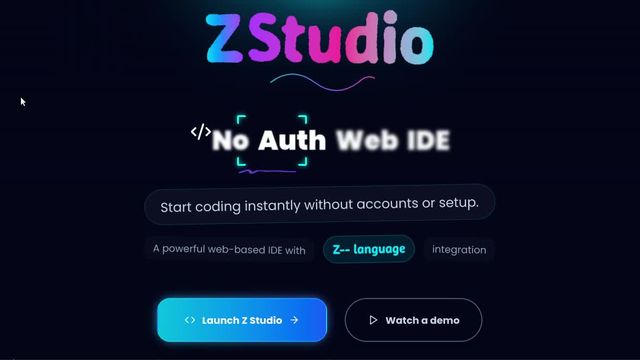 ZStudio
</> No Auth Web IDE
Start coding instantly without accounts or setup.
A powerful web-based IDE with Z-- language integration
<> Launch Z Studio →
Watch a demo